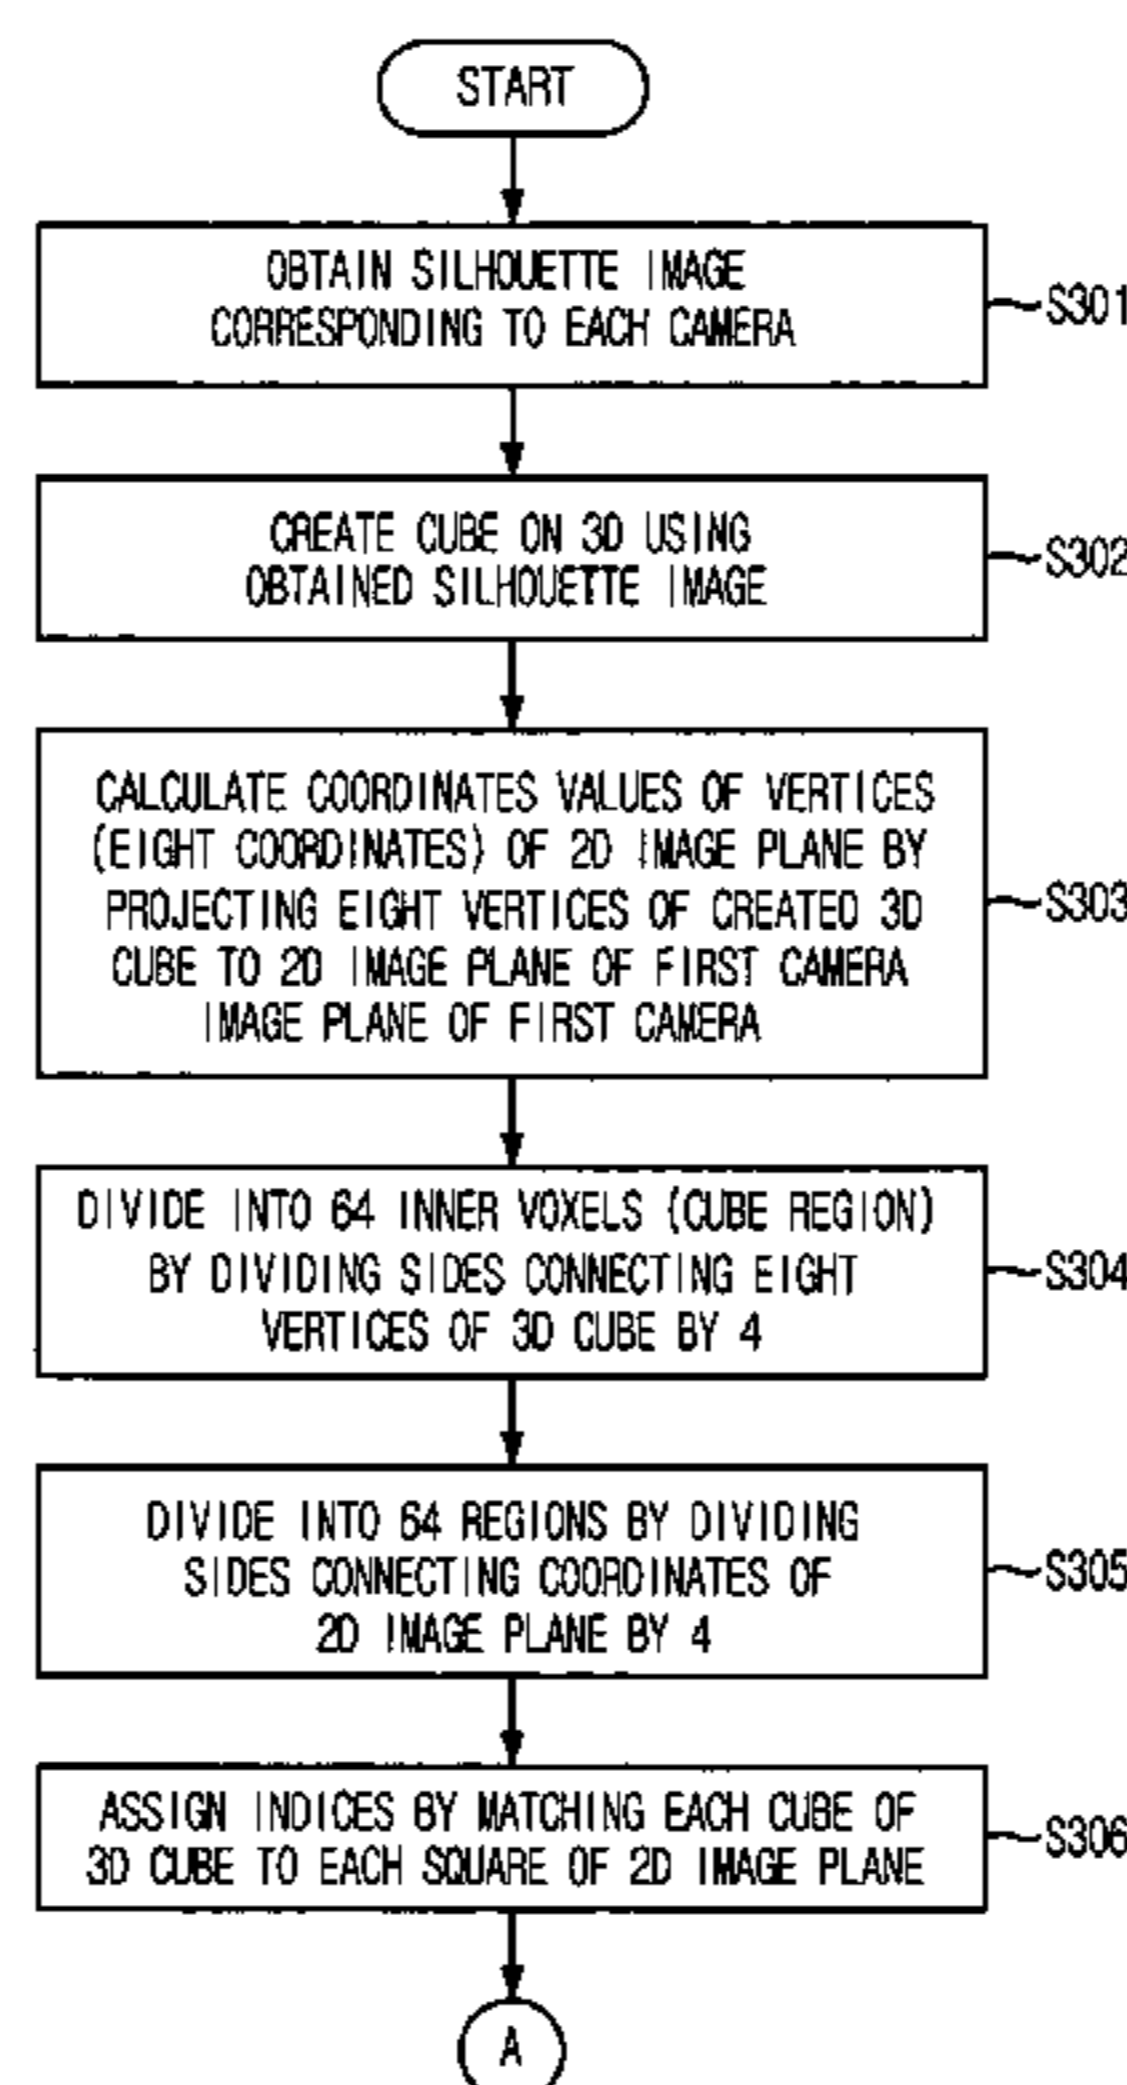 START
OBTAIN SILHOUETTE IMAGE
CORRESPONDING TO EACH CAMERA
S301
CREATE CUBE ON 3D USING
OBTAINED SILHOUETTE IMAGE
S302
CALCULATE COORDINATES VALUES OF VERTICES
(EIGHT COORDINATES) OF 2D IMAGE PLANE BY
PROJECTING EIGHT VERTICES OF CREATED 3D
CUBE TO 2D IMAGE PLANE OF FIRST CAMERA
IMAGE PLANE OF FIRST CAMERA
S303
DIVIDE INTO 64 INNER VOXELS (CUBE REGION)
BY DIVIDING SIDES CONNECTING EIGHT
VERTICES OF 3D CUBE BY 4
S304
DIVIDE INTO 64 REGIONS BY DIVIDING
SIDES CONNECTING COORDINATES OF
2D IMAGE PLANE BY 4
S305
ASSIGN INDICES BY MATCHING EACH CUBE OF
3D CUBE TO EACH SQUARE OF 2D IMAGE PLANE
S306
A